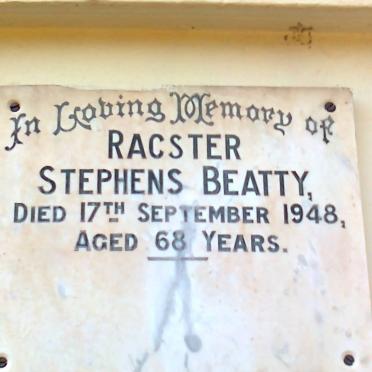 In Loving Memory of
RACSTER
STEPHENS BEATTY,
DIED 17TH SEPTEMBER 1948,
AGED 68 YEARS.